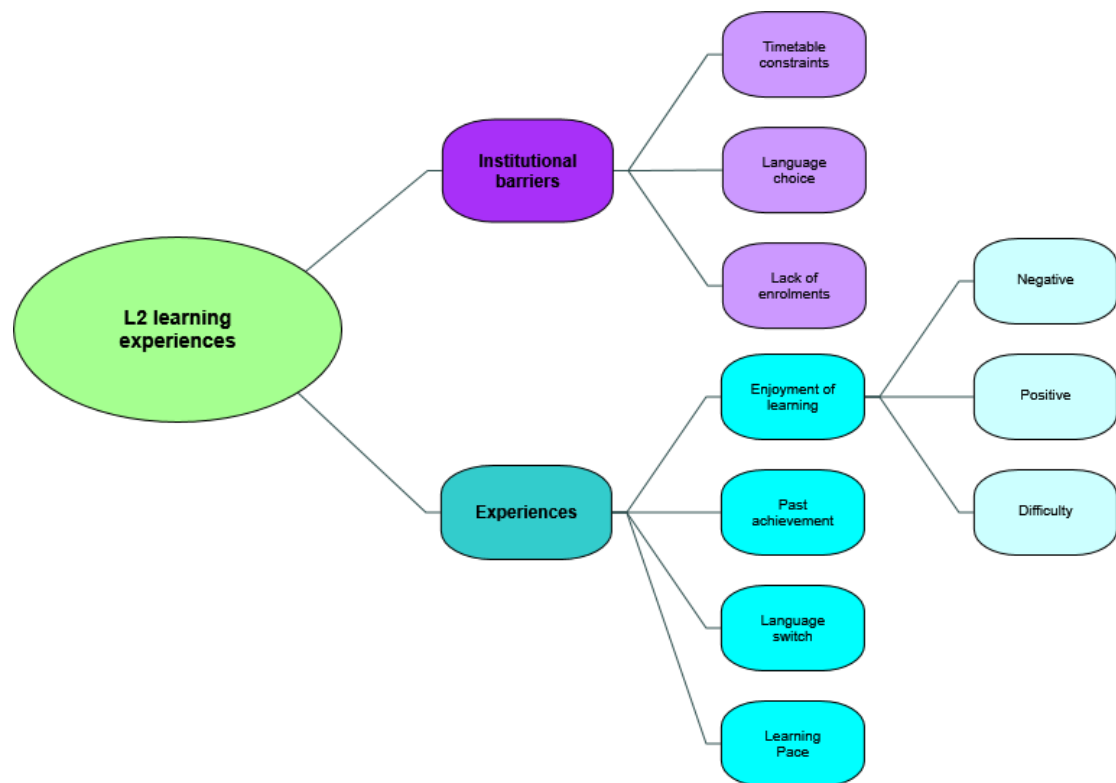 L2 learning
experiences
Institutional
barriers
Timetable
constraints
Language
choice
Lack of
enrolments
Experiences
Enjoyment of
learning
Negative
Positive
Difficulty
Past
achievement
Language
switch
Learning
Pace